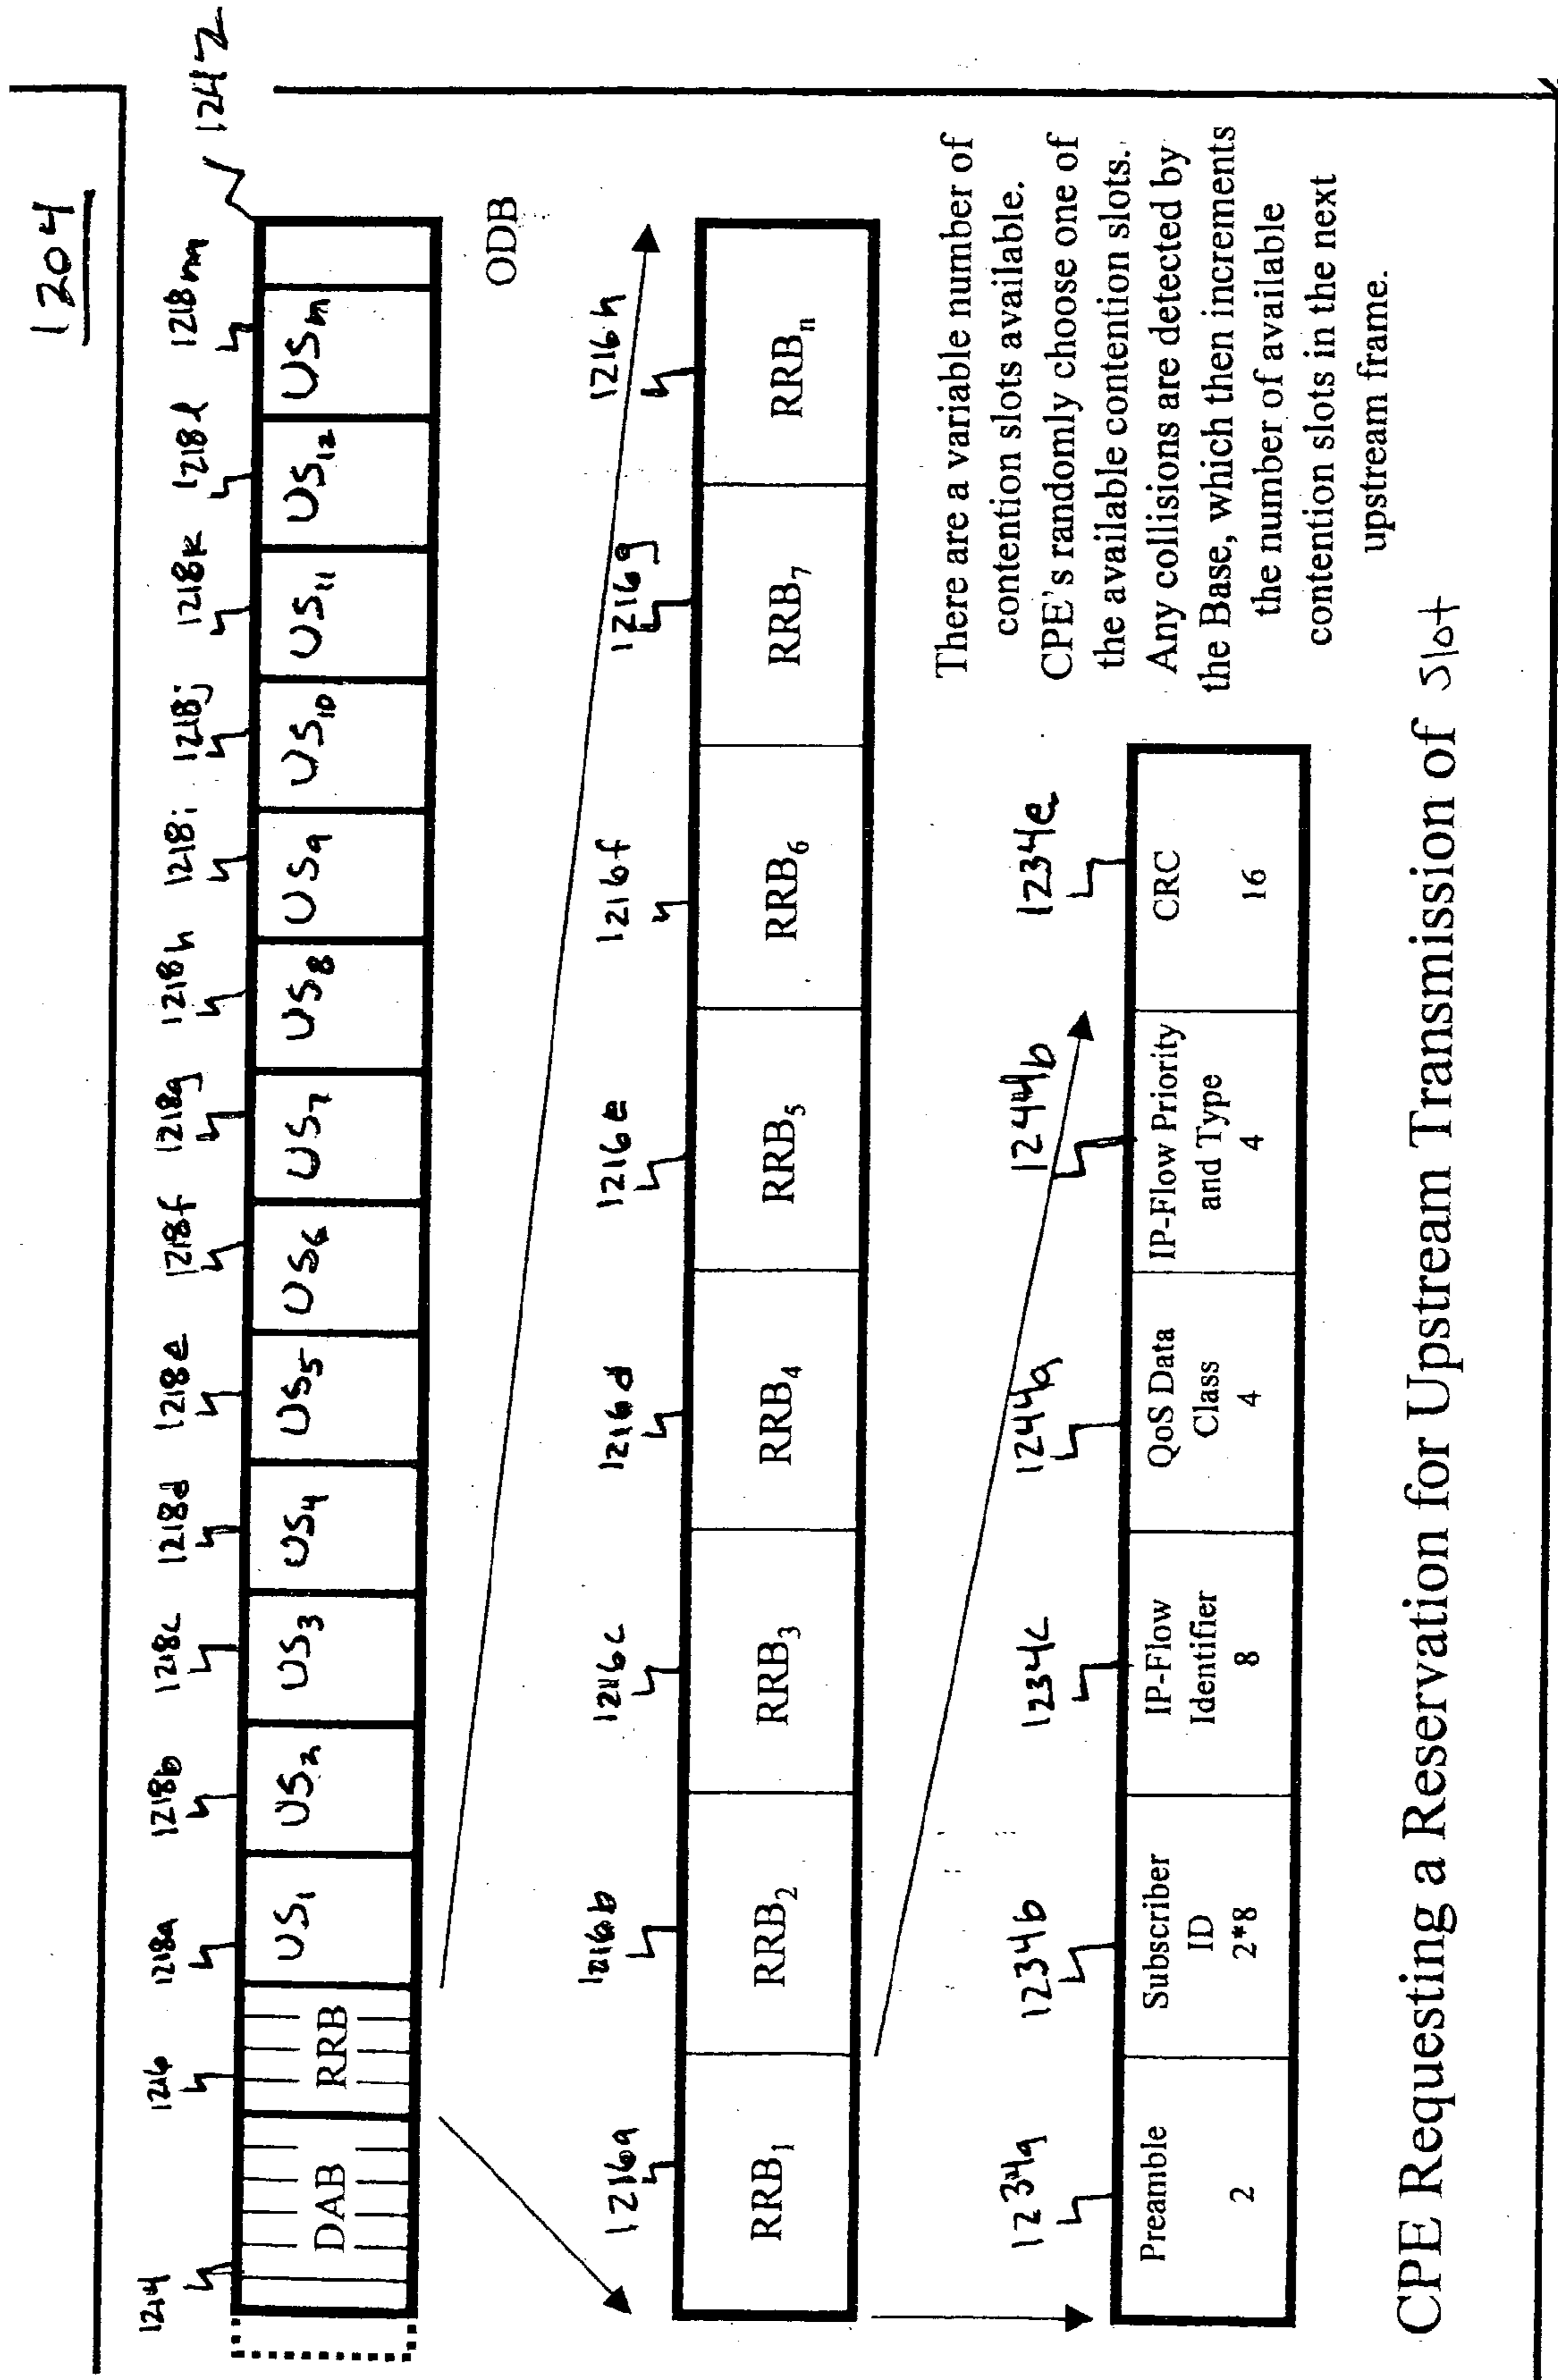 1204
1242
1214 1216 1218a 1218b 1218c 1218d 1218e 1218f 1218g 1218h 1218i 1218j 1218k 1218l 1218m
DAB RRB US1 US2 US3 US4 US5 US6 US7 US8 US9 US10 US11 US12 USm
ODB
1216a 1216b 1216c 1216d 1216e 1216f 1216g 1216h
RRB1 RRB2 RRB3 RRB4 RRB5 RRB6 RRB7 RRBn
There are a variable number of
contention slots available.
CPE's randomly choose one of
the available contention slots.
Any collisions are detected by
the Base, which then increments
the number of available
contention slots in the next
upstream frame.
1234a 1234b 1234c 1244a 1244b 1234e
Preamble Subscriber IP-Flow QoS Data IP-Flow Priority CRC
ID Identifier Class and Type
2 2*8 8 4 4 16
CPE Requesting a Reservation for Upstream Transmission of Slot